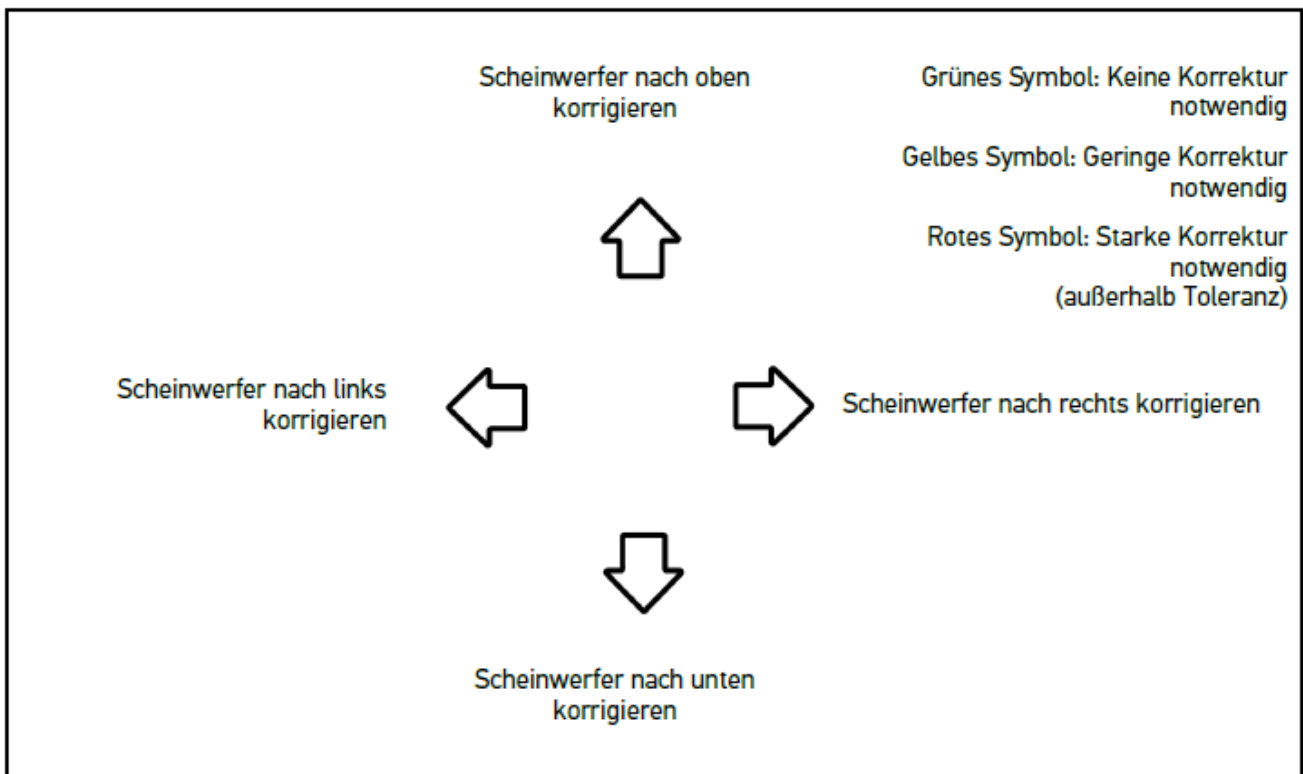 Scheinwerfer nach oben
korrigieren
Grünes Symbol: Keine Korrektur
notwendig
Gelbes Symbol: Geringe Korrektur
notwendig
Rotes Symbol: Starke Korrektur
notwendig
(außerhalb Toleranz)
Scheinwerfer nach links
korrigieren
Scheinwerfer nach rechts korrigieren
Scheinwerfer nach unten
korrigieren